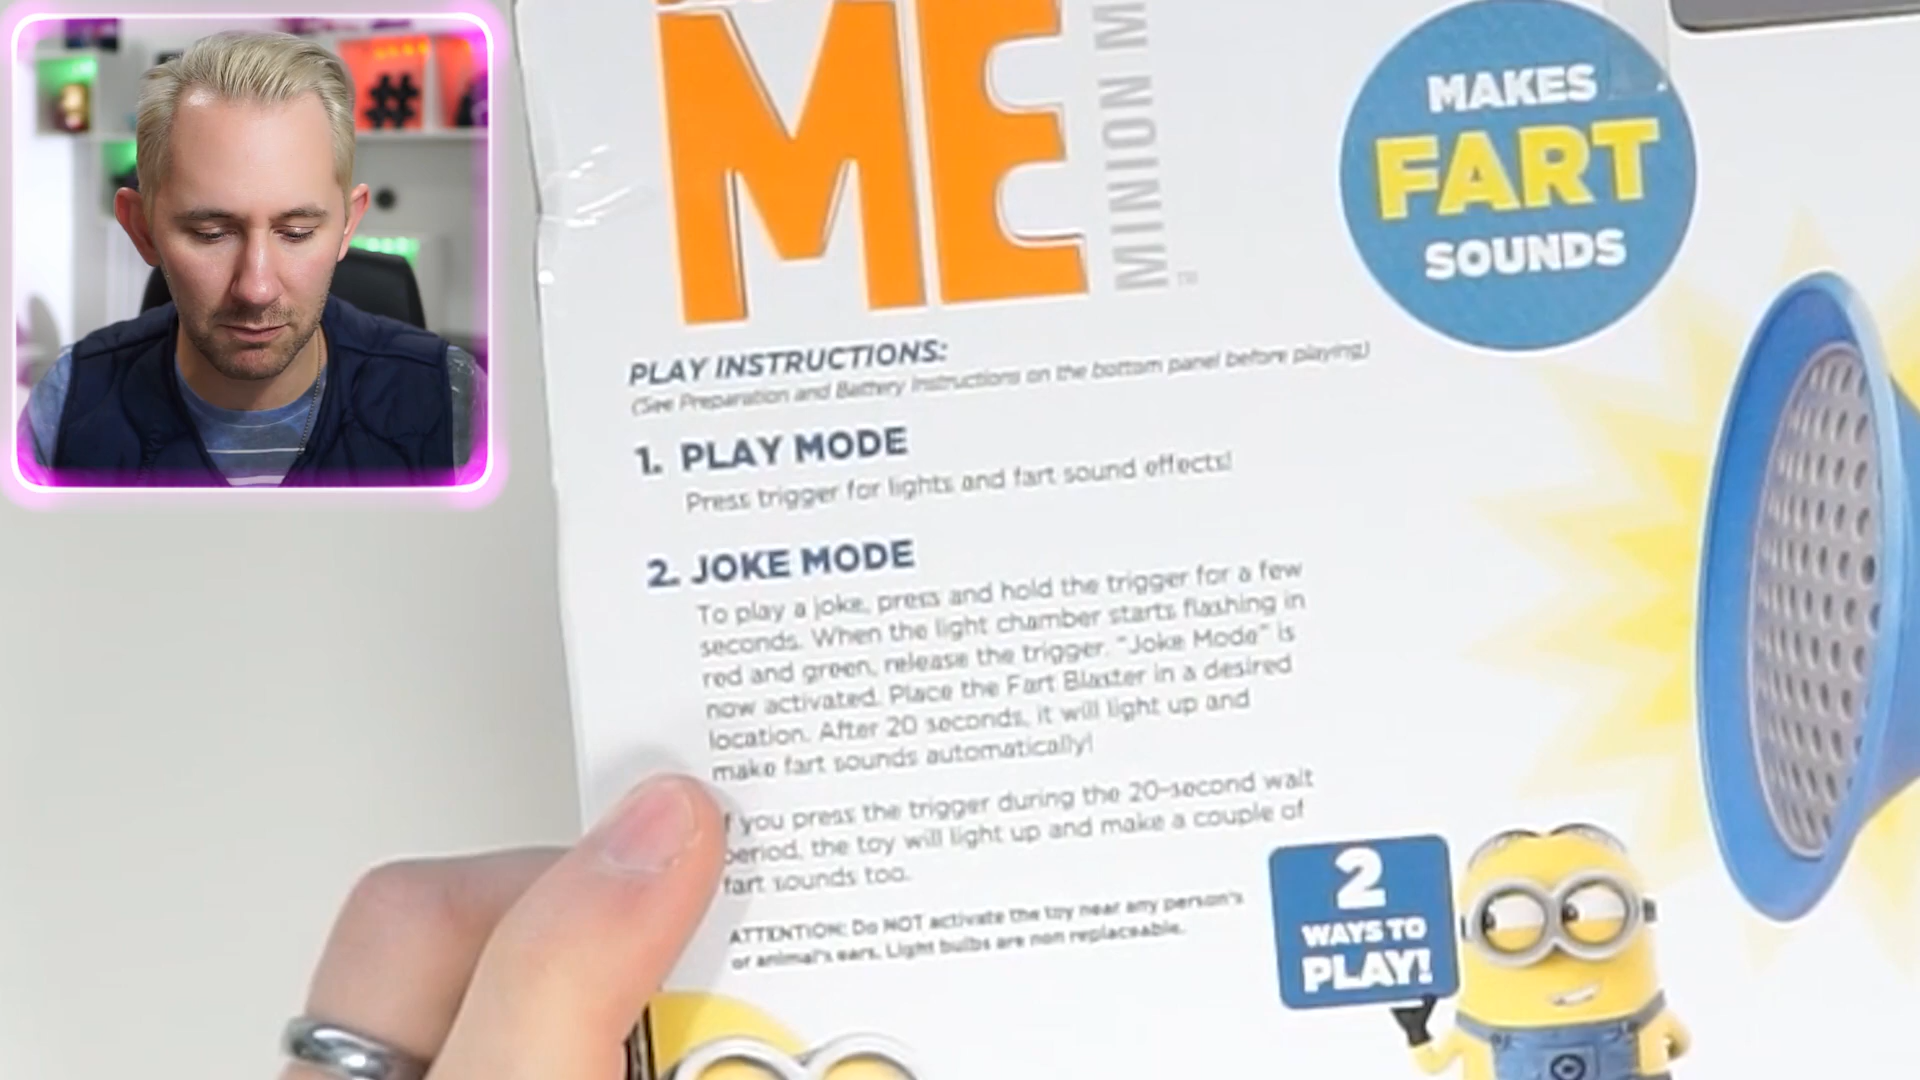 ME
MINION M
™
MAKES
FART
SOUNDS
PLAY INSTRUCTIONS:
(See Preparation and Battery Instructions on the bottom panel before playing)
1. PLAY MODE
Press trigger for lights and fart sound effects!
2. JOKE MODE
To play a joke, press and hold the trigger for a few
seconds. When the light chamber starts flashing in
red and green, release the trigger. "Joke Mode" is
now activated. Place the Fart Blaster in a desired
location. After 20 seconds, it will light up and
make fart sounds automatically!
f you press the trigger during the 20-second wait
period, the toy will light up and make a couple of
fart sounds too.
ATTENTION: Do NOT activate the toy near any person's
or animal's ears. Light bulbs are non replaceable.
2
WAYS TO
PLAY!
#